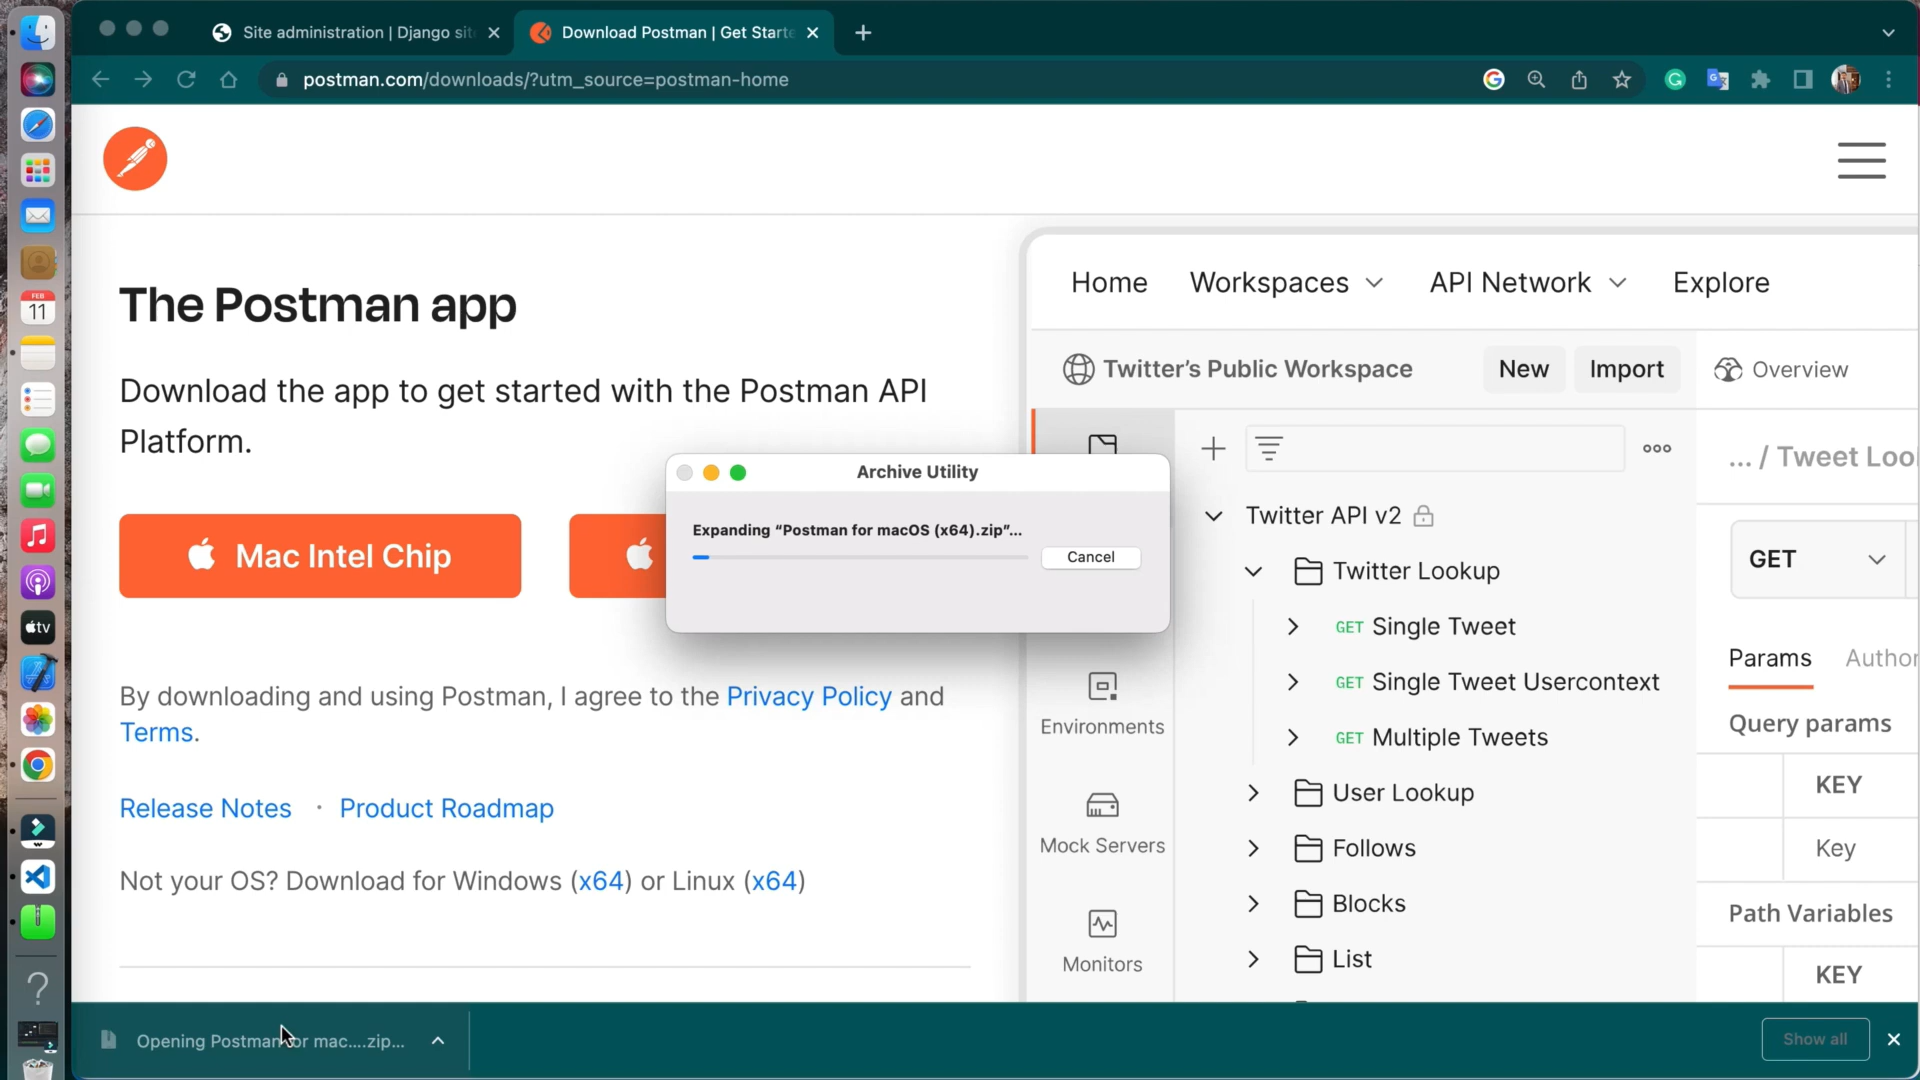 Site administration | Django sit
Download Postman | Get Starte
postman.com/downloads/?utm_source=postman-home
The Postman app
Download the app to get started with the Postman API
Platform.
Mac Intel Chip
By downloading and using Postman, I agree to the Privacy Policy and
Terms.
Release Notes • Product Roadmap
Not your OS? Download for Windows (x64) or Linux (x64)
Archive Utility
Expanding “Postman for macOS (x64).zip”...
Cancel
Home
Workspaces
API Network
Explore
Twitter’s Public Workspace
New
Import
Overview
... / Tweet Loo
Twitter API v2
Twitter Lookup
GET Single Tweet
GET Single Tweet Usercontext
GET Multiple Tweets
User Lookup
Follows
Blocks
List
Environments
Mock Servers
Monitors
GET
Params
Author
Query params
KEY
Key
Path Variables
KEY
FEB
11
tv
Opening Postman for mac....zip...
Show all